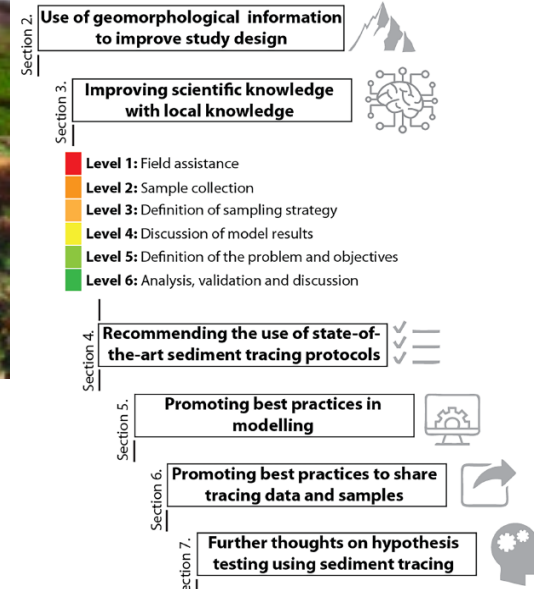 Section 2.
Use of geomorphological information
to improve study design
Section 3.
Improving scientific knowledge
with local knowledge
Level 1: Field assistance
Level 2: Sample collection
Level 3: Definition of sampling strategy
Level 4: Discussion of model results
Level 5: Definition of the problem and objectives
Level 6: Analysis, validation and discussion
Section 4.
Recommending the use of state-of-
the-art sediment tracing protocols
Section 5.
Promoting best practices in
modelling
Section 6.
Promoting best practices to share
tracing data and samples
ection 7.
Further thoughts on hypothesis
testing using sediment tracing